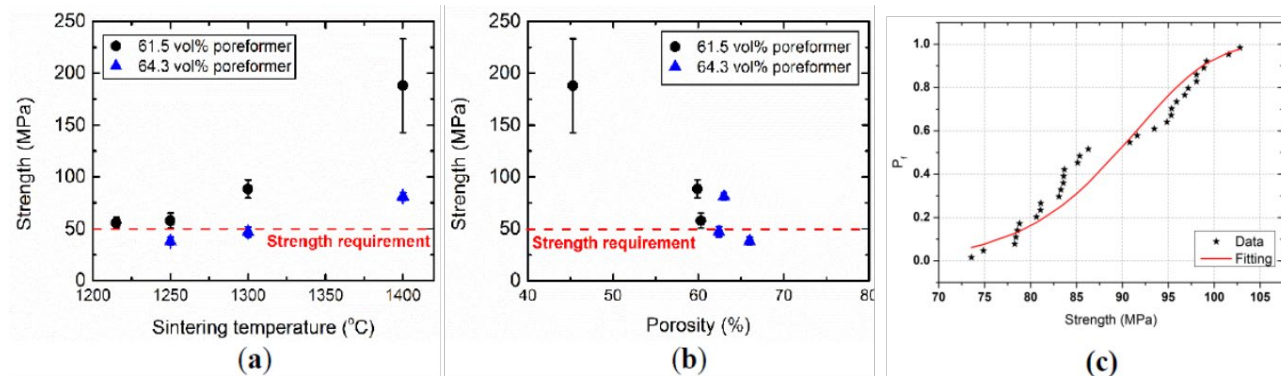 250
200
150
100
50
0
Strength (MPa)
61.5 vol% poreformer
64.3 vol% poreformer
Strength requirement
1200 1250 1300 1350 1400
Sintering temperature (°C)
(a)
250
200
150
100
50
0
Strength (MPa)
61.5 vol% poreformer
64.3 vol% poreformer
Strength requirement
40 50 60 70 80
Porosity (%)
(b)
1.0
0.8
0.6
0.4
0.2
0.0
Pf
Data
Fitting
70 75 80 85 90 95 100 105 110
Strength (MPa)
(c)